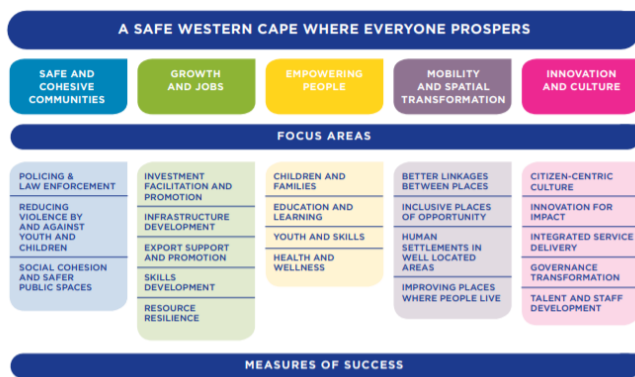 A SAFE WESTERN CAPE WHERE EVERYONE PROSPERS
SAFE AND
COHESIVE
COMMUNITIES
GROWTH
AND JOBS
EMPOWERING
PEOPLE
MOBILITY
AND SPATIAL
TRANSFORMATION
INNOVATION
AND CULTURE
FOCUS AREAS
POLICING &
LAW ENFORCEMENT
REDUCING
VIOLENCE BY
AND AGAINST
YOUTH AND
CHILDREN
SOCIAL COHESION
AND SAFER
PUBLIC SPACES
INVESTMENT
FACILITATION AND
PROMOTION
INFRASTRUCTURE
DEVELOPMENT
EXPORT SUPPORT
AND PROMOTION
SKILLS
DEVELOPMENT
RESOURCE
RESILIENCE
CHILDREN AND
FAMILIES
EDUCATION AND
LEARNING
YOUTH AND SKILLS
HEALTH AND
WELLNESS
BETTER LINKAGES
BETWEEN PLACES
INCLUSIVE PLACES
OF OPPORTUNITY
HUMAN
SETTLEMENTS IN
WELL LOCATED
AREAS
IMPROVING PLACES
WHERE PEOPLE LIVE
CITIZEN-CENTRIC
CULTURE
INNOVATION FOR
IMPACT
INTEGRATED SERVICE
DELIVERY
GOVERNANCE
TRANSFORMATION
TALENT AND STAFF
DEVELOPMENT
MEASURES OF SUCCESS